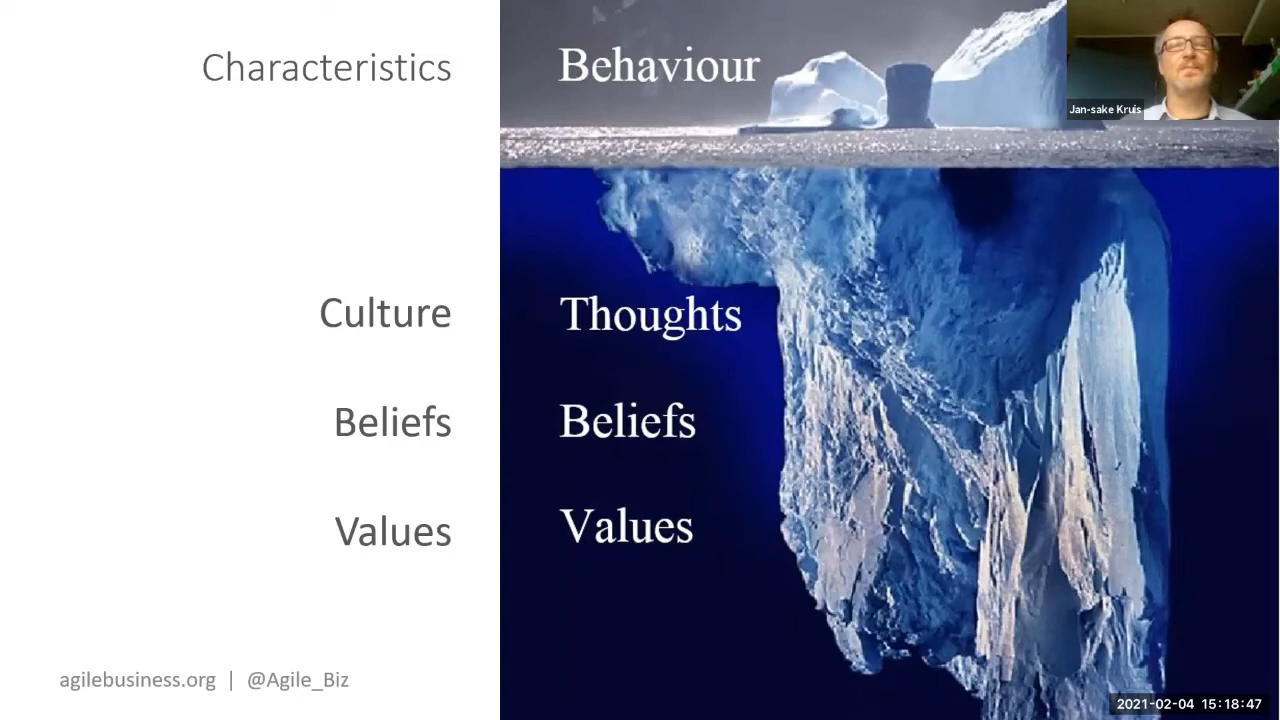 Characteristics
Behaviour
Jan-sake Kruis
Culture
Thoughts
Beliefs
Beliefs
Values
Values
agilebusiness.org | @Agile_Biz
2021-02-04 15:18:47